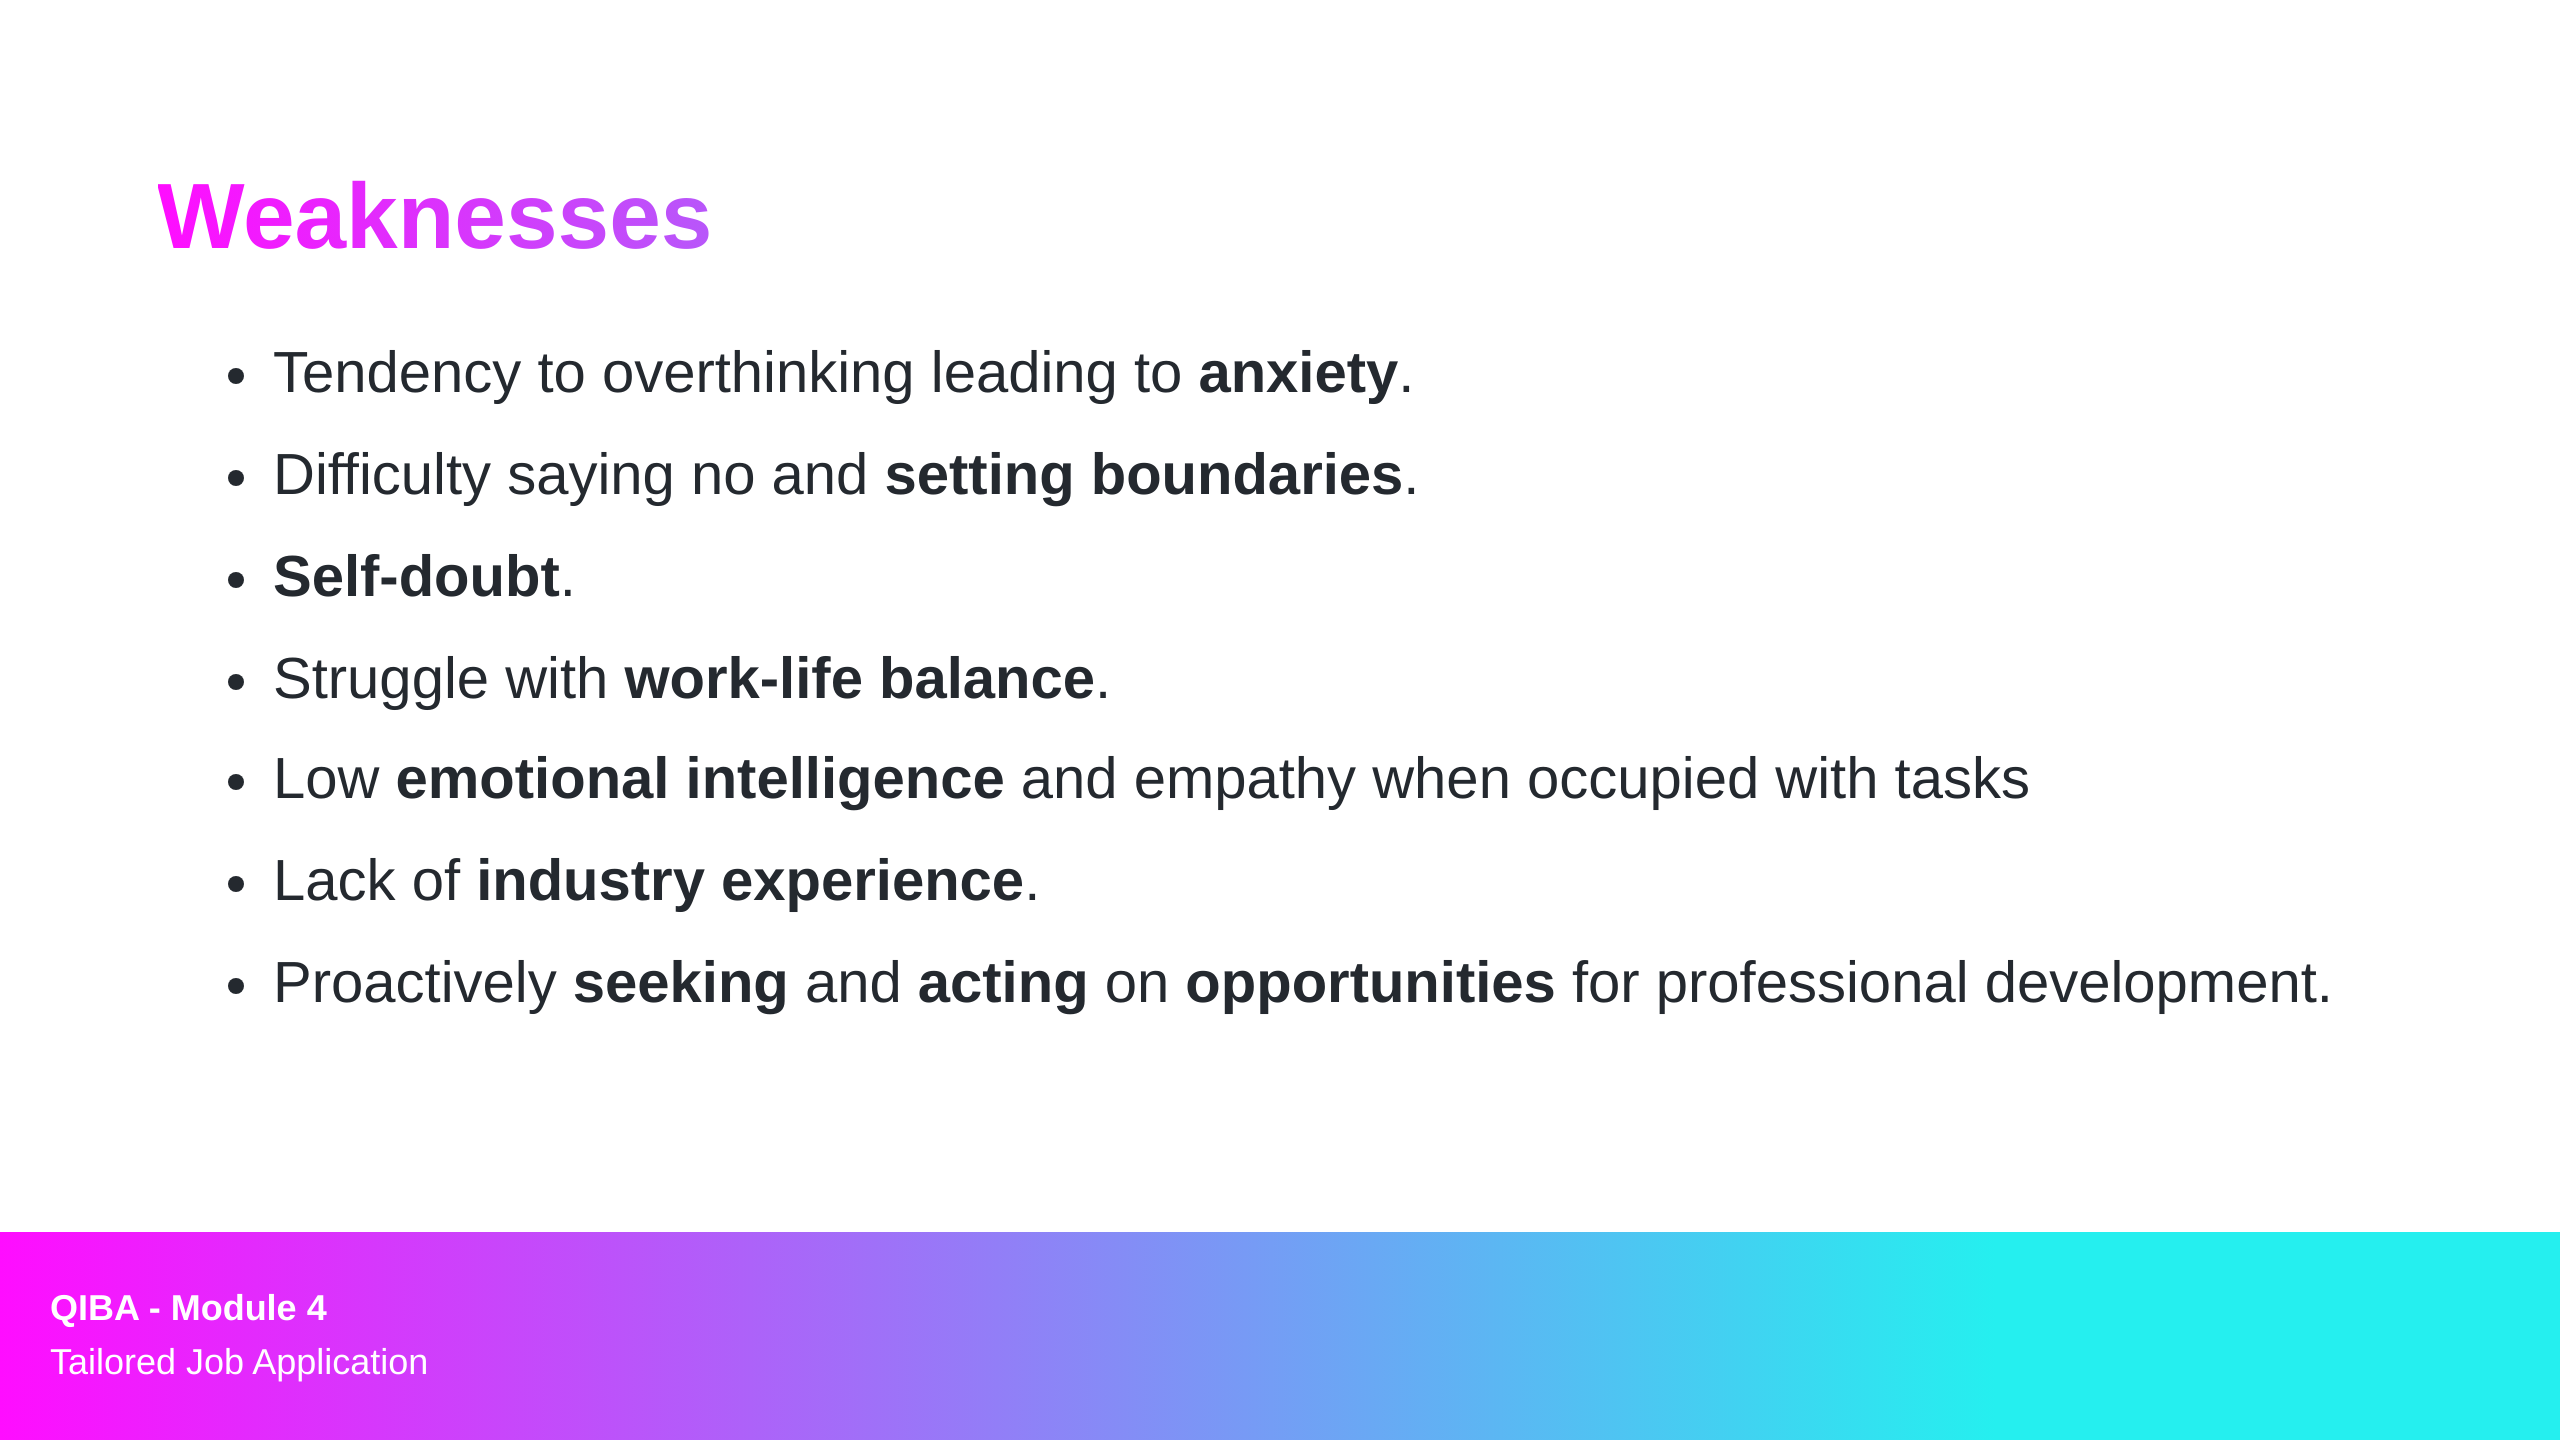 Weaknesses
• Tendency to overthinking leading to anxiety.
• Difficulty saying no and setting boundaries.
• Self-doubt.
• Struggle with work-life balance.
• Low emotional intelligence and empathy when occupied with tasks
• Lack of industry experience.
• Proactively seeking and acting on opportunities for professional development.
QIBA - Module 4
Tailored Job Application